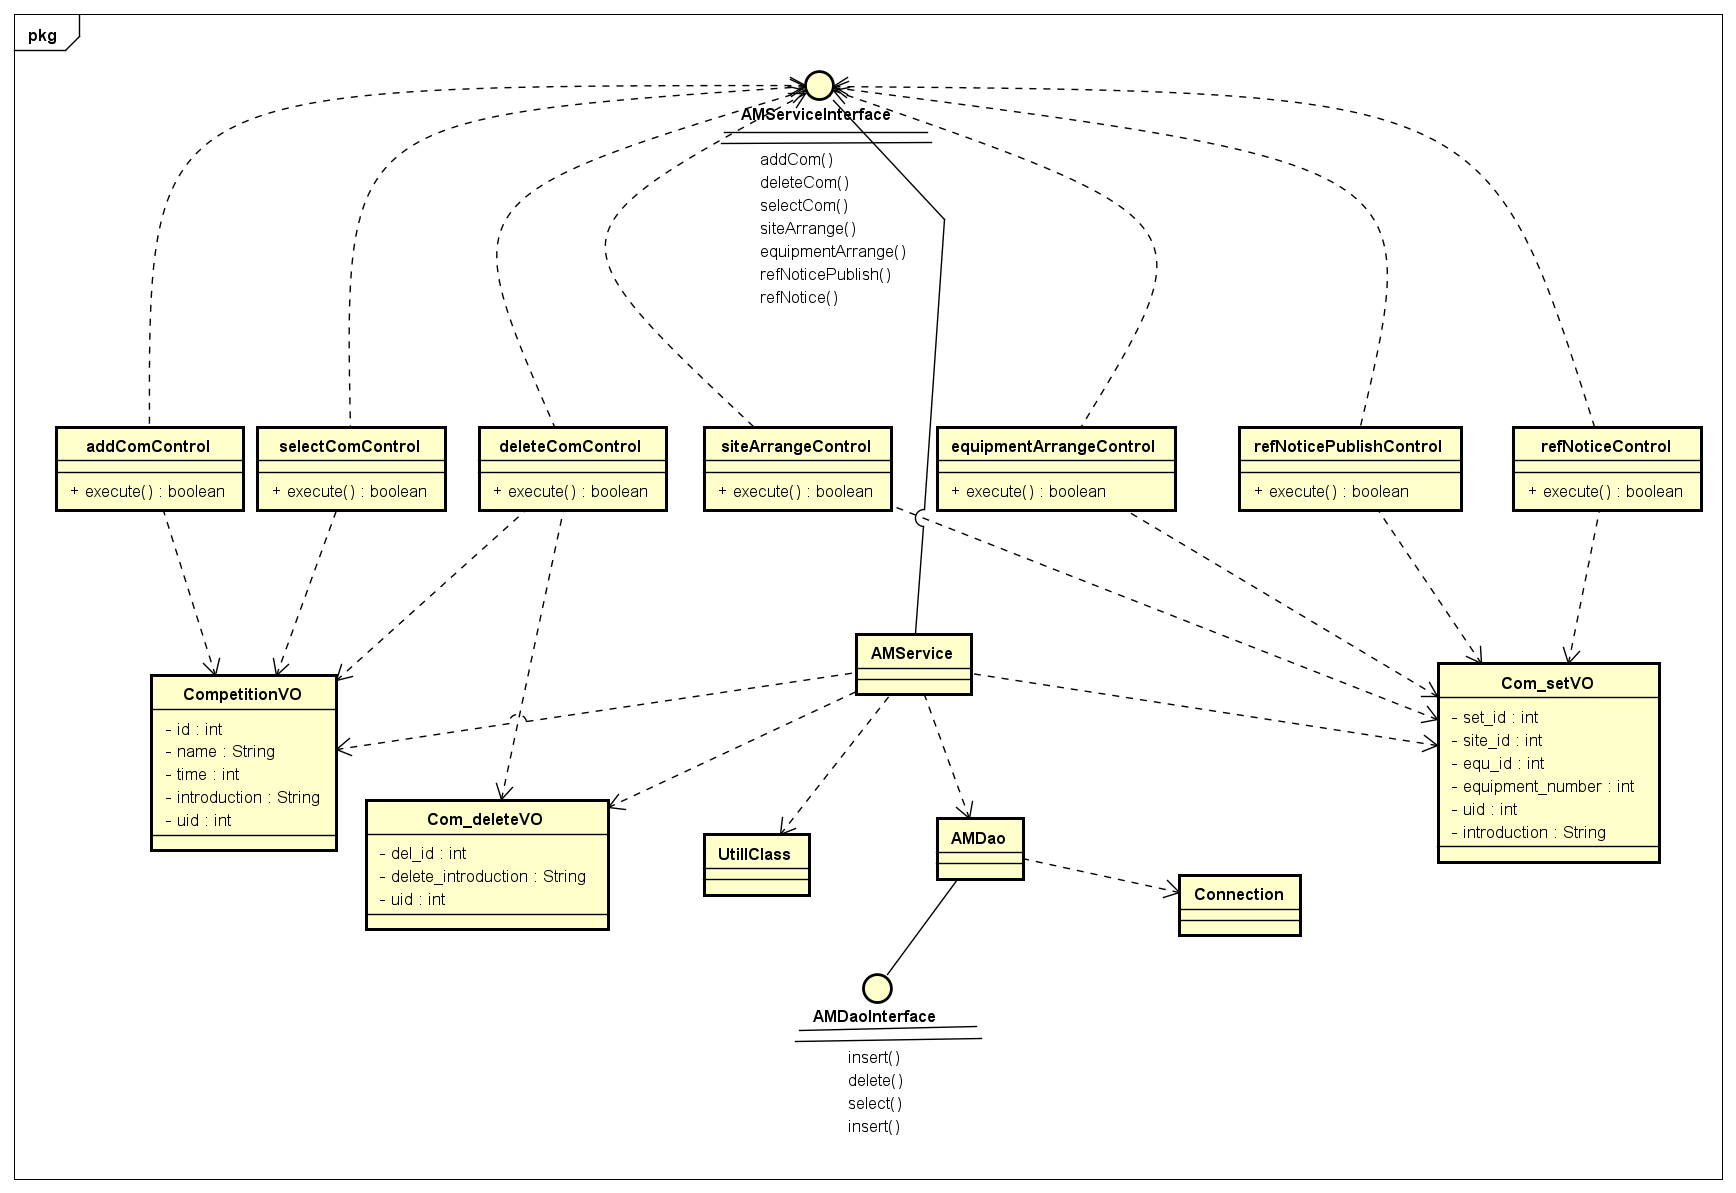 pkg
AMServiceInterface
addCom()
deleteCom()
selectCom()
siteArrange()
equipmentArrange()
refNoticePublish()
refNotice()
addComControl
+ execute() : boolean
selectComControl
+ execute() : boolean
deleteComControl
+ execute() : boolean
siteArrangeControl
+ execute() : boolean
equipmentArrangeControl
+ execute() : boolean
refNoticePublishControl
+ execute() : boolean
refNoticeControl
+ execute() : boolean
AMService
CompetitionVO
- id : int
- name : String
- time : int
- introduction : String
- uid : int
Com_setVO
- set_id : int
- site_id : int
- equ_id : int
- equipment_number : int
- uid : int
- introduction : String
Com_deleteVO
- del_id : int
- delete_introduction : String
- uid : int
UtillClass
AMDao
Connection
AMDaoInterface
insert()
delete()
select()
insert()